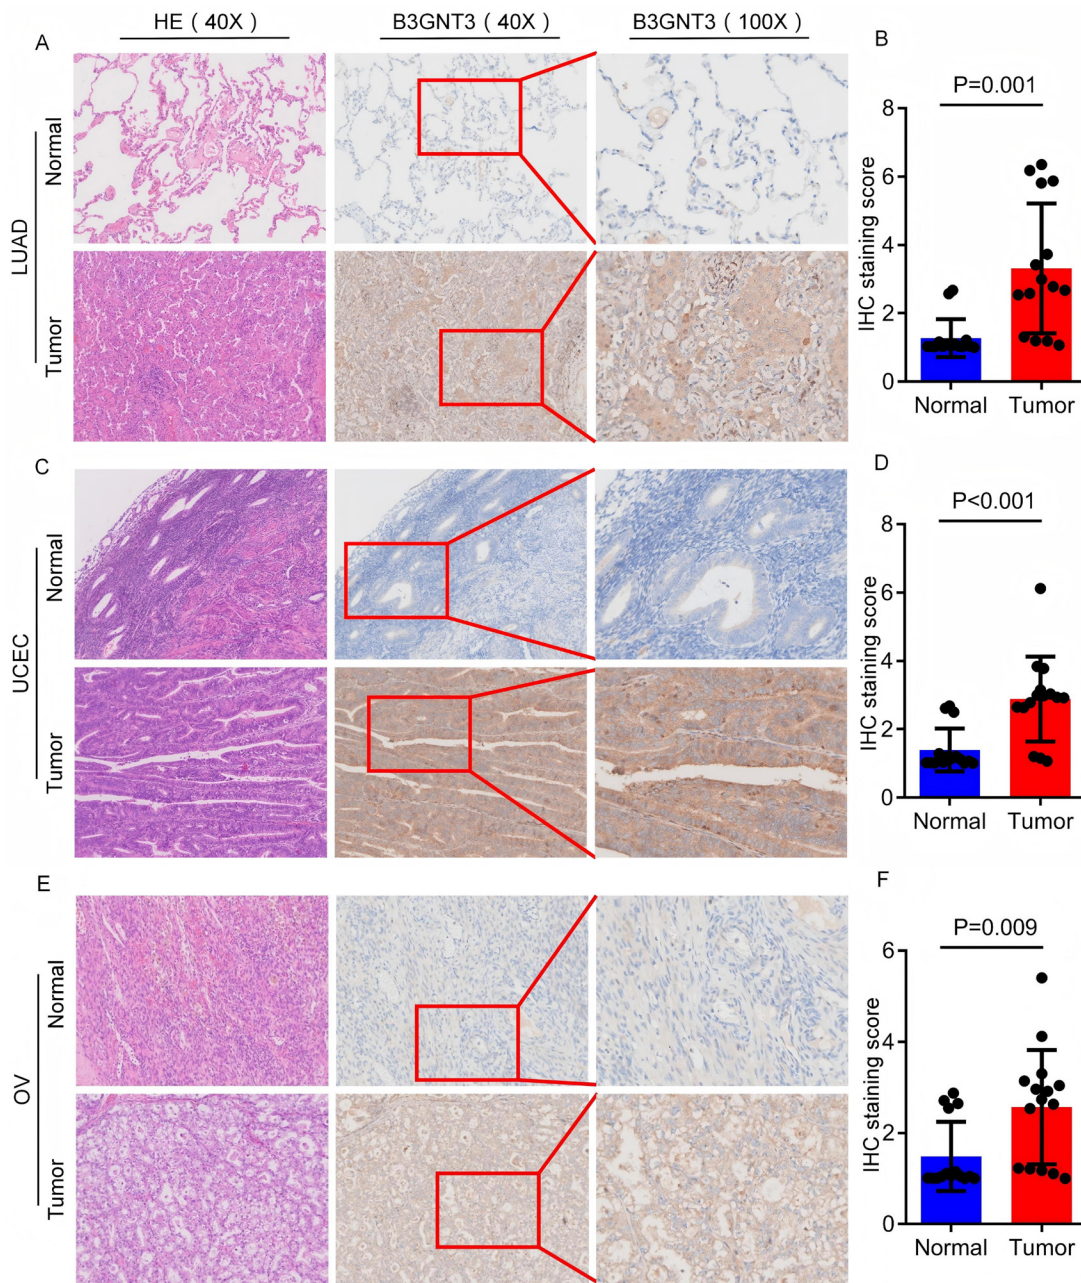 HE ( 40X )
B3GNT3 ( 40X )
B3GNT3 ( 100X )
A
LUAD
Normal
Tumor
B
P=0.001
IHC staining score
8
6
4
2
0
Normal
Tumor
C
UCEC
Normal
Tumor
D
P<0.001
IHC staining score
8
6
4
2
0
Normal
Tumor
E
OV
Normal
Tumor
F
P=0.009
IHC staining score
6
4
2
0
Normal
Tumor